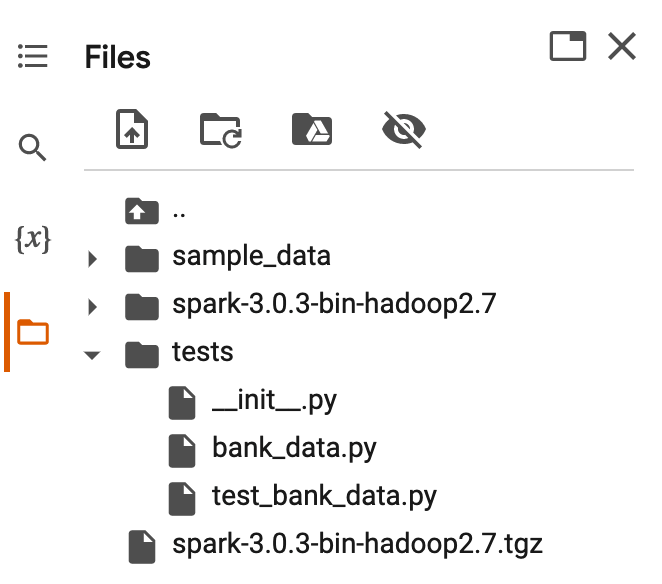 Files
{x}
..
sample_data
spark-3.0.3-bin-hadoop2.7
tests
__init__.py
bank_data.py
test_bank_data.py
spark-3.0.3-bin-hadoop2.7.tgz